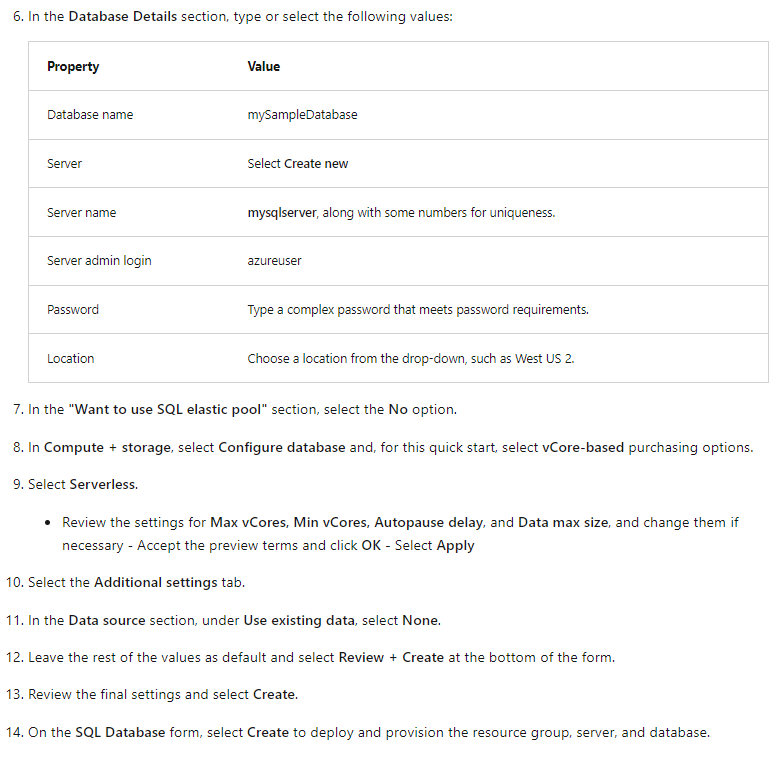 6. In the Database Details section, type or select the following values:
Property Value
Database name mySampleDatabase
Server Select Create new
Server name mysqlserver, along with some numbers for uniqueness.
Server admin login azureuser
Password Type a complex password that meets password requirements.
Location Choose a location from the drop-down, such as West US 2.
7. In the "Want to use SQL elastic pool" section, select the No option.
8. In Compute + storage, select Configure database and, for this quick start, select vCore-based purchasing options.
9. Select Serverless.
• Review the settings for Max vCores, Min vCores, Autopause delay, and Data max size, and change them if
necessary - Accept the preview terms and click OK - Select Apply
10. Select the Additional settings tab.
11. In the Data source section, under Use existing data, select None.
12. Leave the rest of the values as default and select Review + Create at the bottom of the form.
13. Review the final settings and select Create.
14. On the SQL Database form, select Create to deploy and provision the resource group, server, and database.